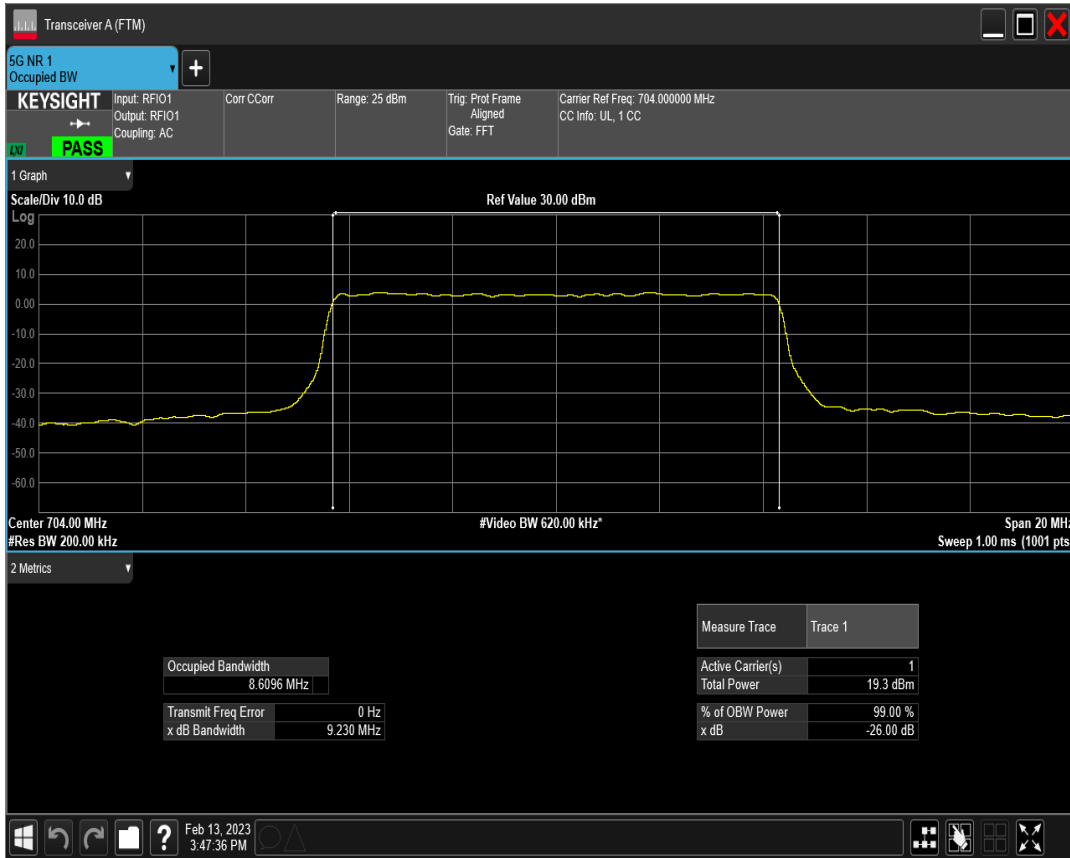 Transceiver A (FTM)
5G NR 1
Occupied BW
+
KEYSIGHT
LXI
PASS
Input: RFIO1
Output: RFIO1
Coupling: AC
Corr CCorr
Range: 25 dBm
Trig: Prot Frame
Aligned
Gate: FFT
Carrier Ref Freq: 704.000000 MHz
CC Info: UL, 1 CC
1 Graph
Scale/Div 10.0 dB
Ref Value 30.00 dBm
Log
20.0
10.0
0.00
-10.0
-20.0
-30.0
-40.0
-50.0
-60.0
Center 704.00 MHz
#Video BW 620.00 kHz*
Span 20 MHz
#Res BW 200.00 kHz
Sweep 1.00 ms (1001 pts
2 Metrics
Measure Trace Trace 1
Occupied Bandwidth
8.6096 MHz
Active Carrier(s) 1
Total Power 19.3 dBm
Transmit Freq Error 0 Hz
x dB Bandwidth 9.230 MHz
% of OBW Power 99.00 %
x dB -26.00 dB
?
Feb 13, 2023
3:47:36 PM